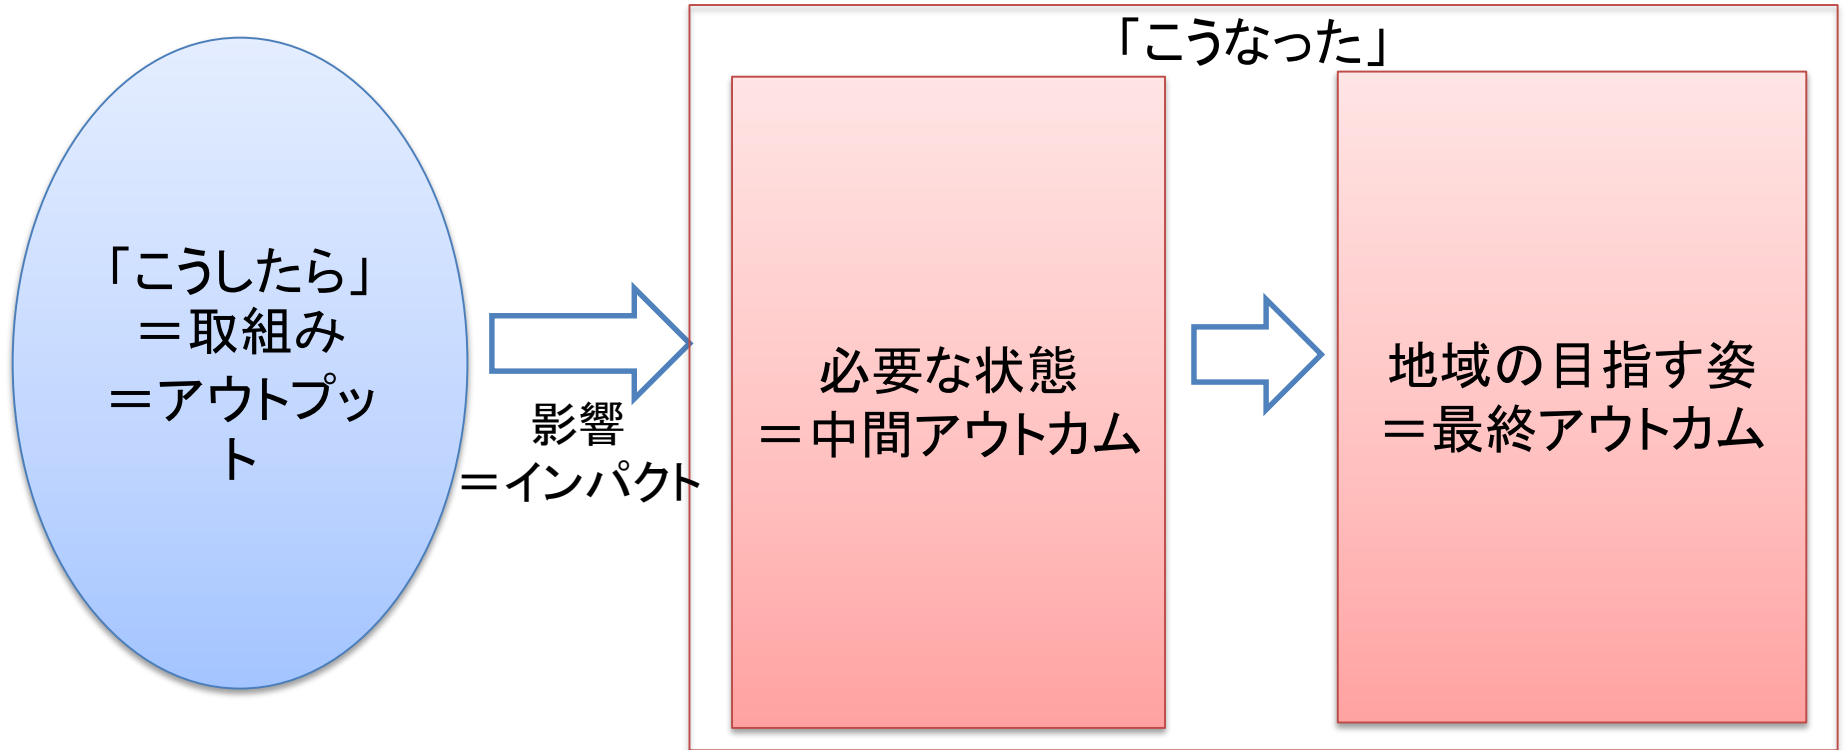 「こうなった」
「こうしたら」
＝取組み
＝アウトプッ
ト
影響
＝インパクト
必要な状態
＝中間アウトカム
地域の目指す姿
＝最終アウトカム